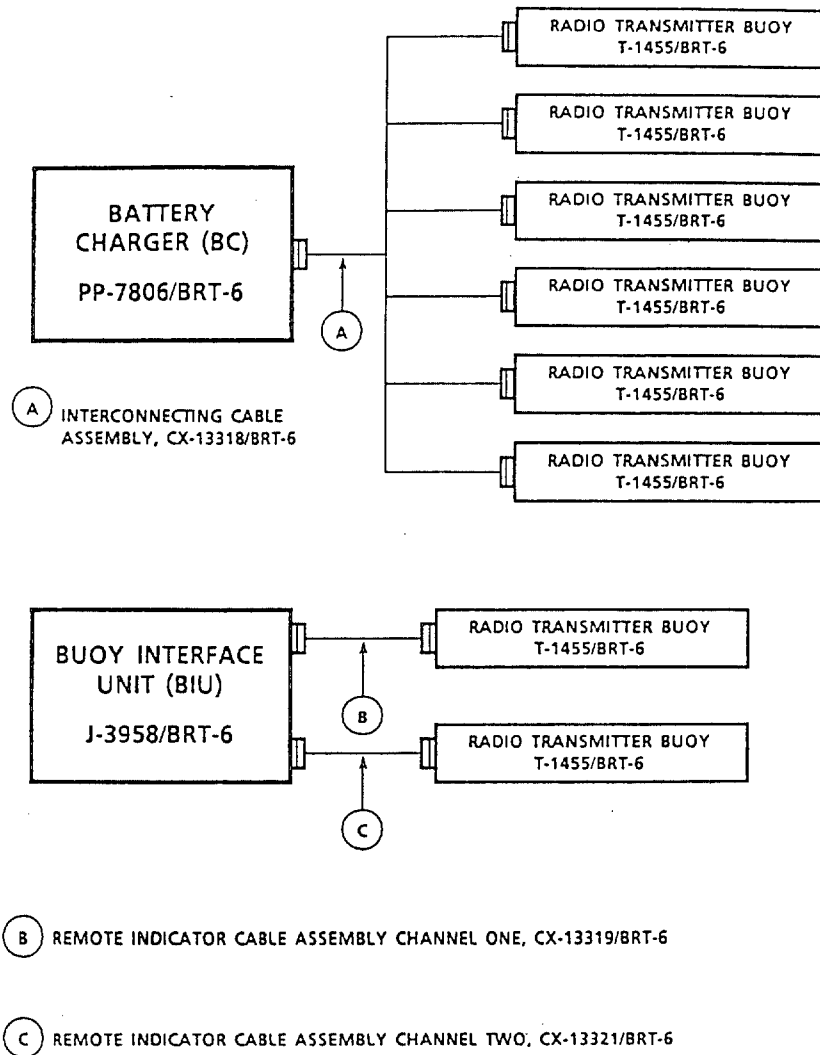 RADIO TRANSMITTER BUOY
T-1455/BRT-6
RADIO TRANSMITTER BUOY
T-1455/BRT-6
RADIO TRANSMITTER BUOY
T-1455/BRT-6
RADIO TRANSMITTER BUOY
T-1455/BRT-6
RADIO TRANSMITTER BUOY
T-1455/BRT-6
RADIO TRANSMITTER BUOY
T-1455/BRT-6
BATTERY
CHARGER (BC)
PP-7806/BRT-6
A
A INTERCONNECTING CABLE
ASSEMBLY, CX-13318/BRT-6
BUOY INTERFACE
UNIT (BIU)
J-3958/BRT-6
RADIO TRANSMITTER BUOY
T-1455/BRT-6
B
RADIO TRANSMITTER BUOY
T-1455/BRT-6
C
B REMOTE INDICATOR CABLE ASSEMBLY CHANNEL ONE, CX-13319/BRT-6
C REMOTE INDICATOR CABLE ASSEMBLY CHANNEL TWO, CX-13321/BRT-6